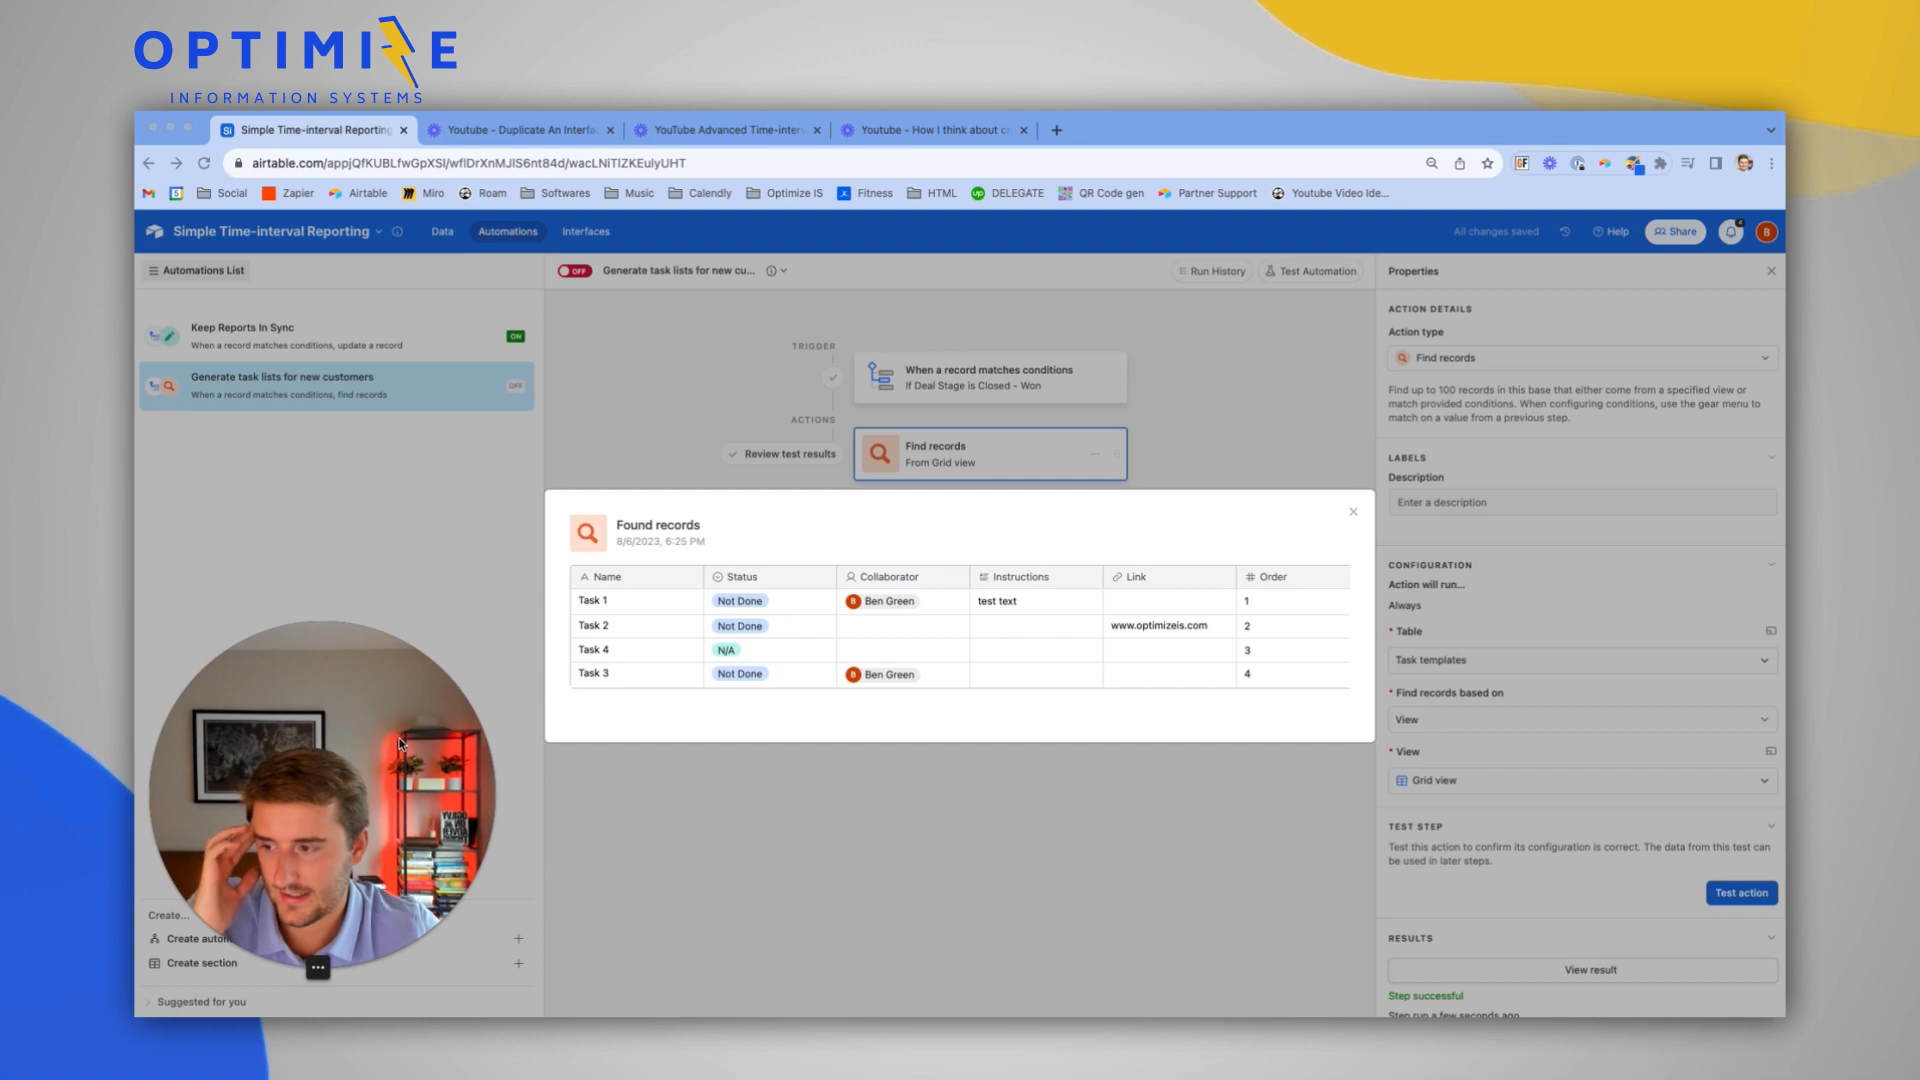 OPTIMIZE
INFORMATION SYSTEMS
Simple Time-interval Reporting
Youtube - Duplicate An Interfa
YouTube Advanced Time-inter
Youtube - How I think about cr
airtable.com/appjQfKUBLfwGpXSl/wflDrXnMJlS6nt84d/wacLNiTlZKEulyUHT
Social
Zapier
Airtable
Miro
Roam
Softwares
Music
Calendly
Optimize IS
Fitness
HTML
DELEGATE
QR Code gen
Partner Support
Youtube Video Ide...
Simple Time-interval Reporting
Data
Automations
Interfaces
All changes saved
Help
Share
4
B
Automations List
OFF
Generate task lists for new cu...
Run History
Test Automation
Properties
Keep Reports In Sync
When a record matches conditions, update a record
ON
Generate task lists for new customers
When a record matches conditions, find records
OFF
TRIGGER
When a record matches conditions
If Deal Stage is Closed - Won
ACTIONS
Review test results
Find records
From Grid view
Found records
8/6/2023, 6:25 PM
Name Status Collaborator Instructions Link Order
Task 1 Not Done B Ben Green test text 1
Task 2 Not Done www.optimizeis.com 2
Task 4 N/A 3
Task 3 Not Done B Ben Green 4
ACTION DETAILS
Action type
Find records
Find up to 100 records in this base that either come from a specified view or
match provided conditions. When configuring conditions, use the gear menu to
match on a value from a previous step.
LABELS
Description
Enter a description
CONFIGURATION
Action will run...
Always
* Table
Task templates
* Find records based on
View
* View
Grid view
TEST STEP
Test this action to confirm its configuration is correct. The data from this test can
be used in later steps.
Test action
RESULTS
View result
Step successful
Step run a few seconds ago
Create...
Create autom
Create section
Suggested for you